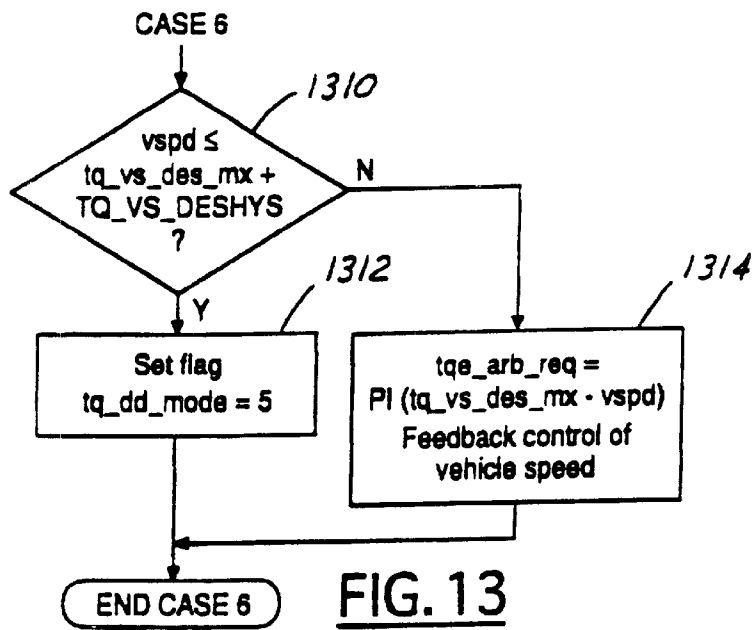 CASE 6
1310
vspd ≤
tq_vs_des_mx +
TQ_VS_DESHYS
?
N
Y
1312
Set flag
tq_dd_mode = 5
1314
tqe_arb_req =
PI (tq_vs_des_mx - vspd)
Feedback control of
vehicle speed
END CASE 6
FIG. 13